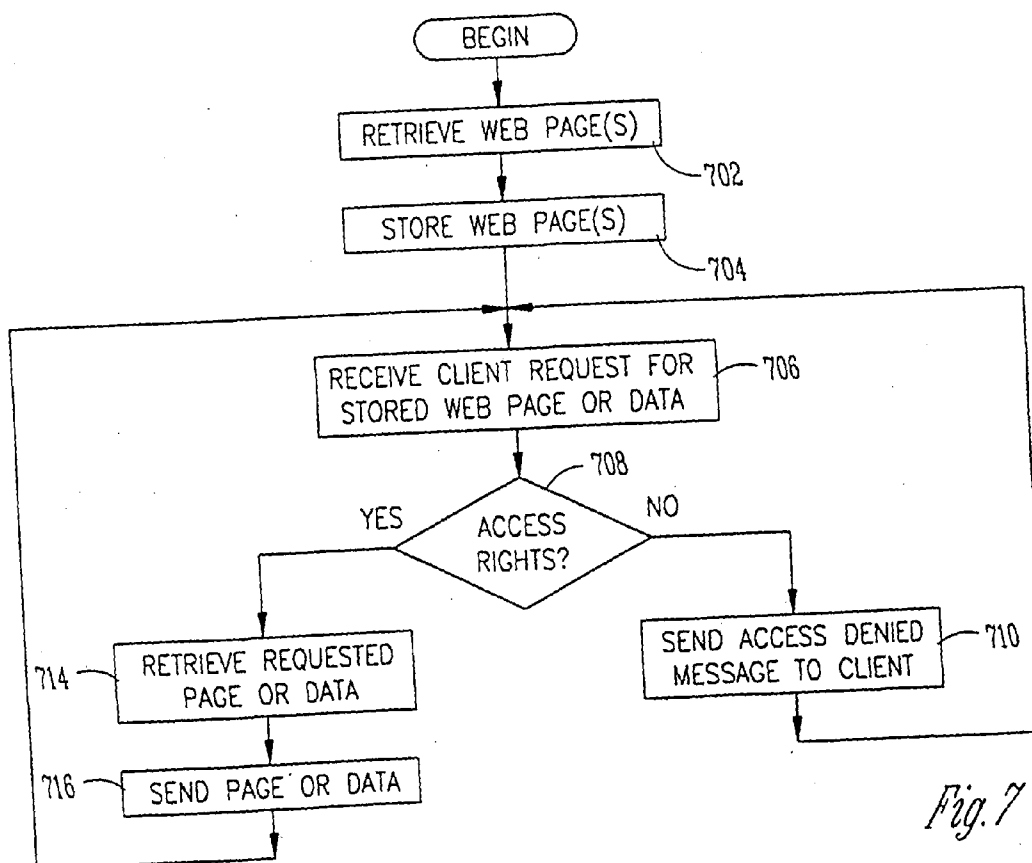 BEGIN
RETRIEVE WEB PAGE(S)
702
STORE WEB PAGE(S)
704
RECEIVE CLIENT REQUEST FOR
STORED WEB PAGE OR DATA
706
708
YES
ACCESS
RIGHTS?
NO
714
RETRIEVE REQUESTED
PAGE OR DATA
SEND ACCESS DENIED
MESSAGE TO CLIENT
710
716
SEND PAGE OR DATA
Fig. 7